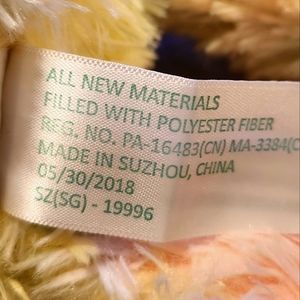 ALL NEW MATERIALS
FILLED WITH POLYESTER FIBER
REG. NO. PA-16483(CN) MA-3384(C
MADE IN SUZHOU, CHINA
05/30/2018
SZ(SG) - 19996